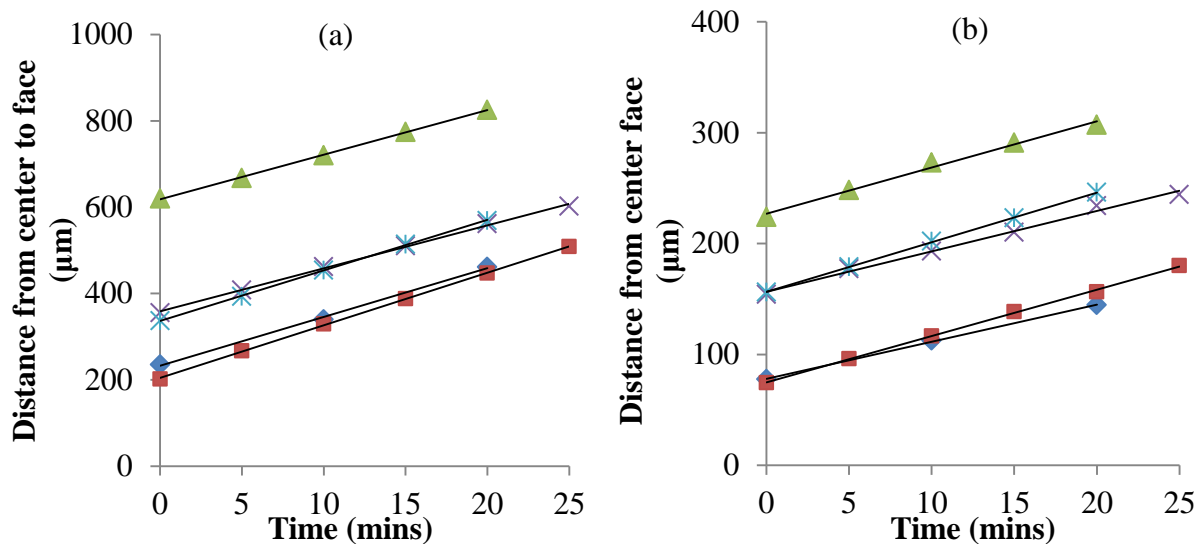 (a)
1000
800
600
400
200
0
0 5 10 15 20 25
Time (mins)
Distance from center to face
(µm)
(b)
400
300
200
100
0
0 5 10 15 20 25
Time (mins)
Distance from center face
(µm)